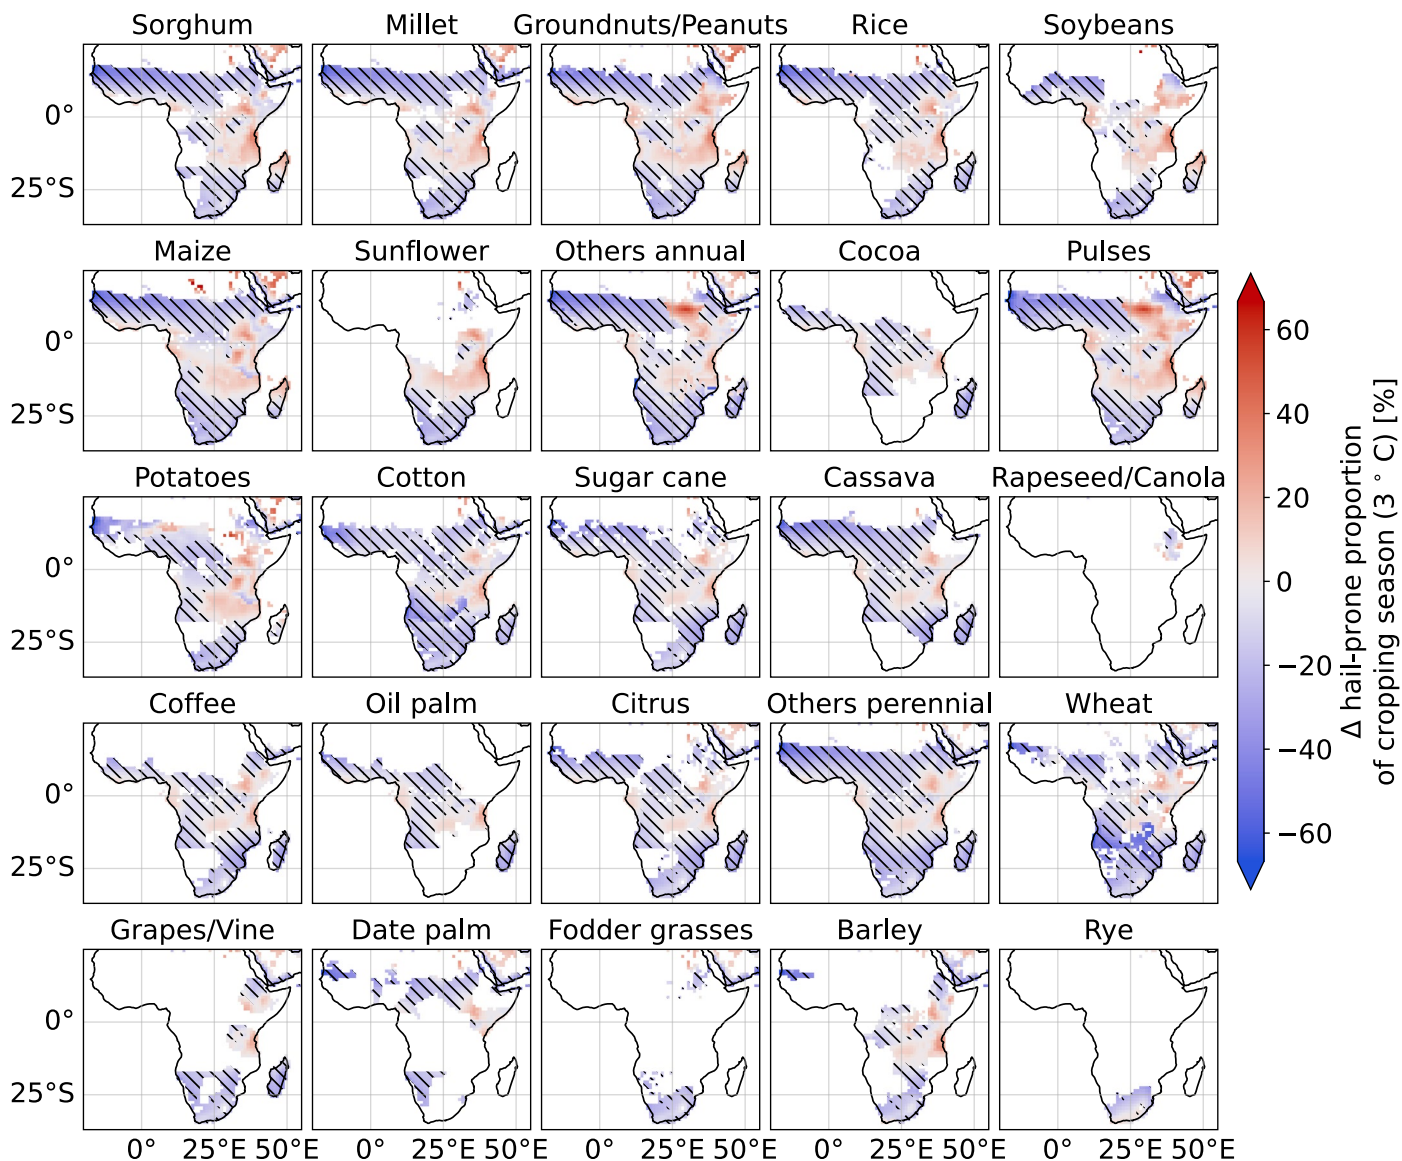 Sorghum Millet Groundnuts/Peanuts Rice Soybeans
0°
25°S
Maize Sunflower Others annual Cocoa Pulses
0°
25°S
Potatoes Cotton Sugar cane Cassava Rapeseed/Canola
0°
25°S
Coffee Oil palm Citrus Others perennial Wheat
0°
25°S
Grapes/Vine Date palm Fodder grasses Barley Rye
0°
25°S
0° 25°E 50°E 0° 25°E 50°E 0° 25°E 50°E 0° 25°E 50°E 0° 25°E 50°E
60
40
20
0
−20
−40
−60
Δ hail-prone proportion
of cropping season (3 °C) [%]